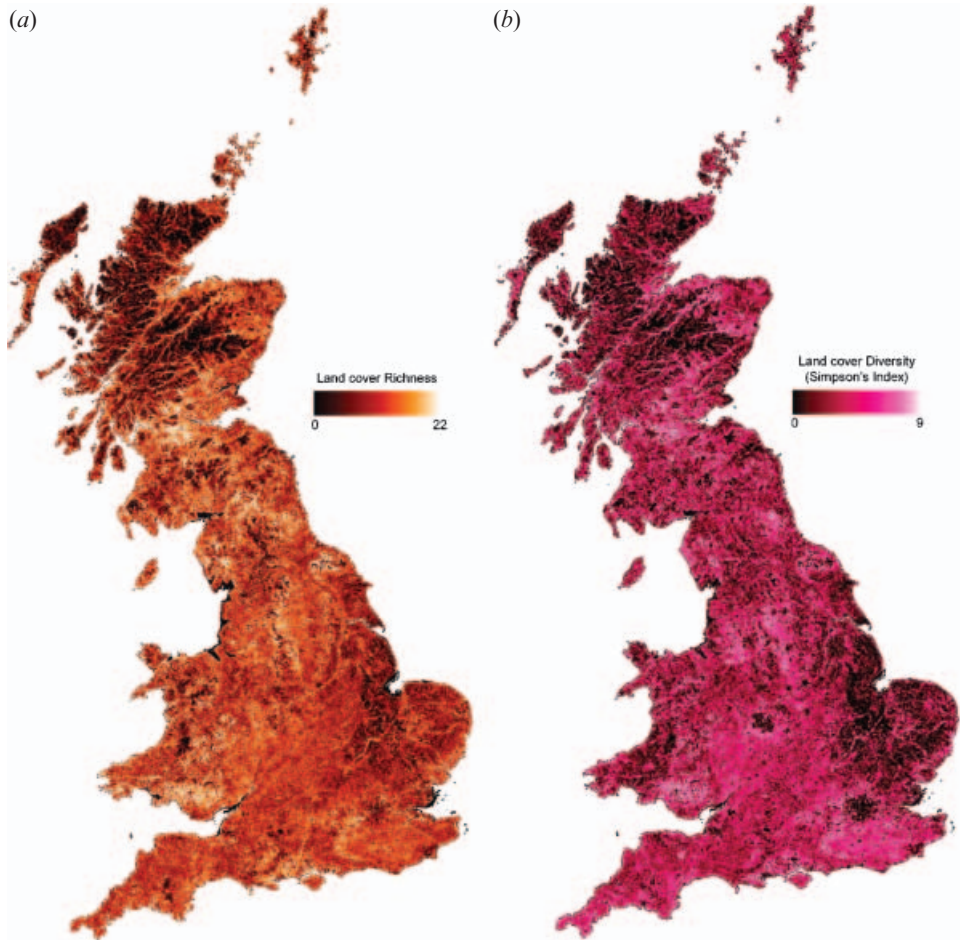 (a)
(b)
Land cover Richness
0 22
Land cover Diversity
(Simpson's Index)
0 9